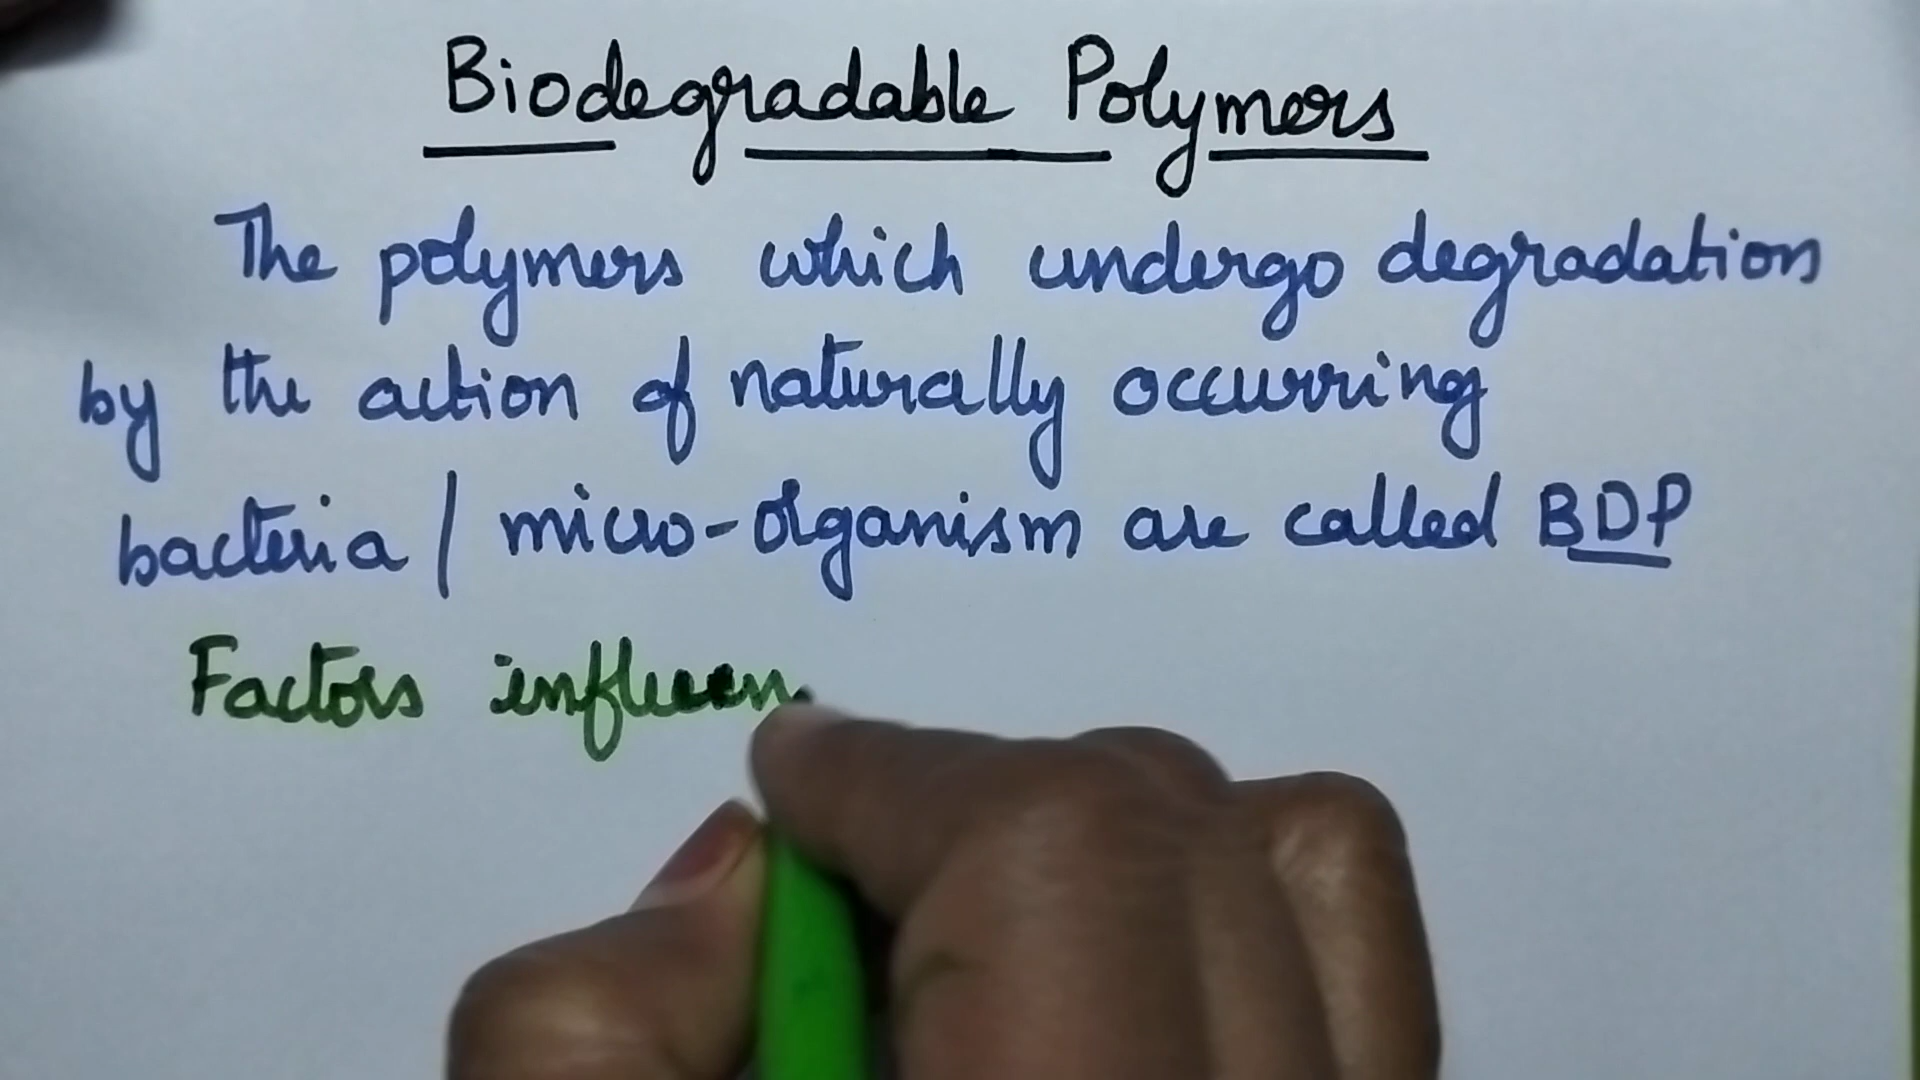 Biodegradable Polymers
The polymers which undergo degradation
by the action of naturally occurring
bacteria / micro-organism are called BDP
Factors influen